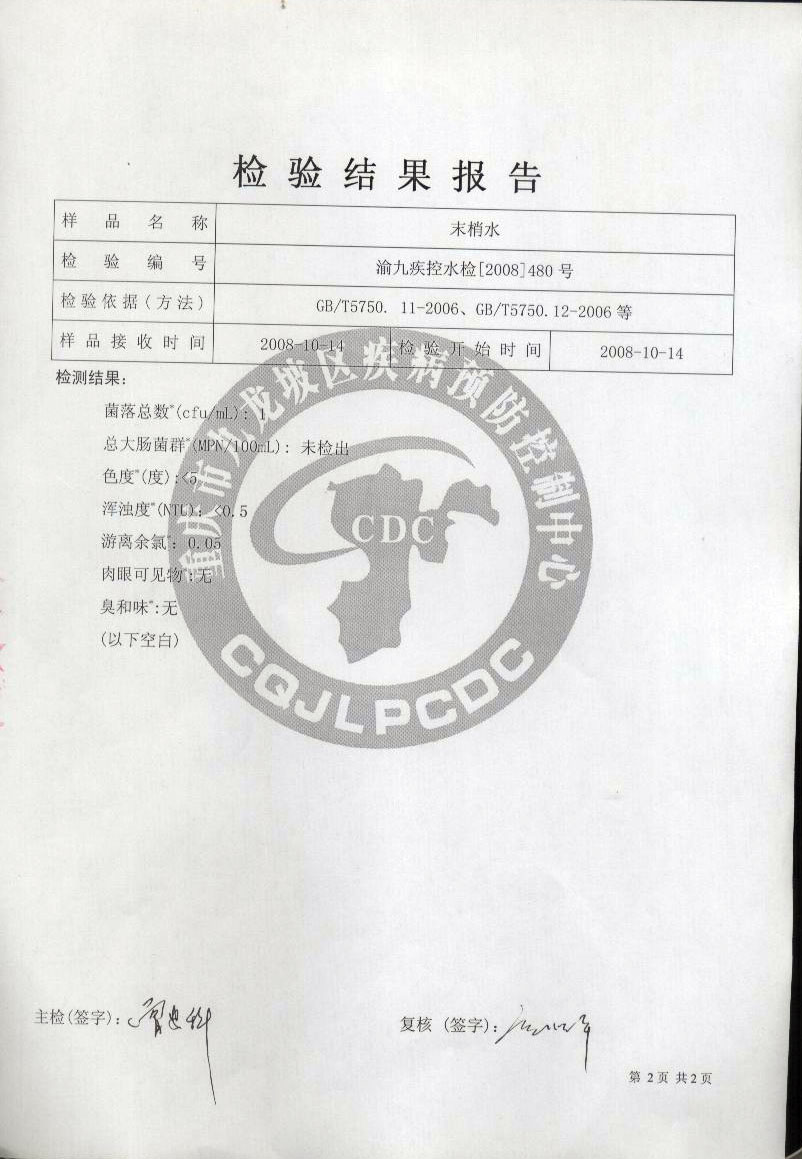 检验结果报告
样品名称 末梢水
检验编号 渝九疾控水检[2008]480号
检验依据(方法) GB/T5750.11-2006、GB/T5750.12-2006等
样品接收时间 2008-10-14 检验开始时间 2008-10-14
检测结果：
菌落总数*(cfu/mL): 1
总大肠菌群*(MPN/100mL): 未检出
色度*(度):<5
浑浊度*(NTU): <0.5
游离余氯*: 0.05
肉眼可见物*:无
臭和味*:无
(以下空白)
重庆市九龙坡区疾病预防控制中心
CDC
CQJLPCDC
主检(签字):
复核 (签字):
第 2页 共2页